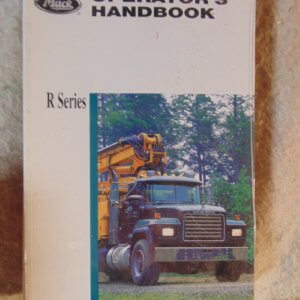 Mack
OPERATOR'S
HANDBOOK
R Series